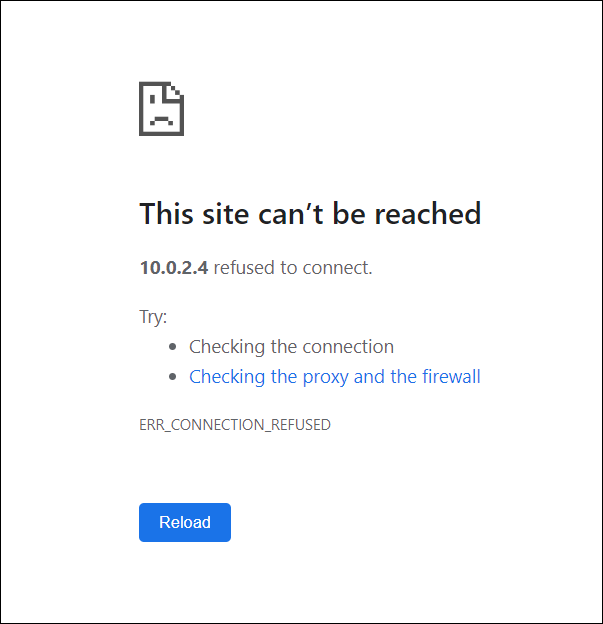 This site can’t be reached
10.0.2.4 refused to connect.
Try:
Checking the connection
Checking the proxy and the firewall
ERR_CONNECTION_REFUSED
Reload